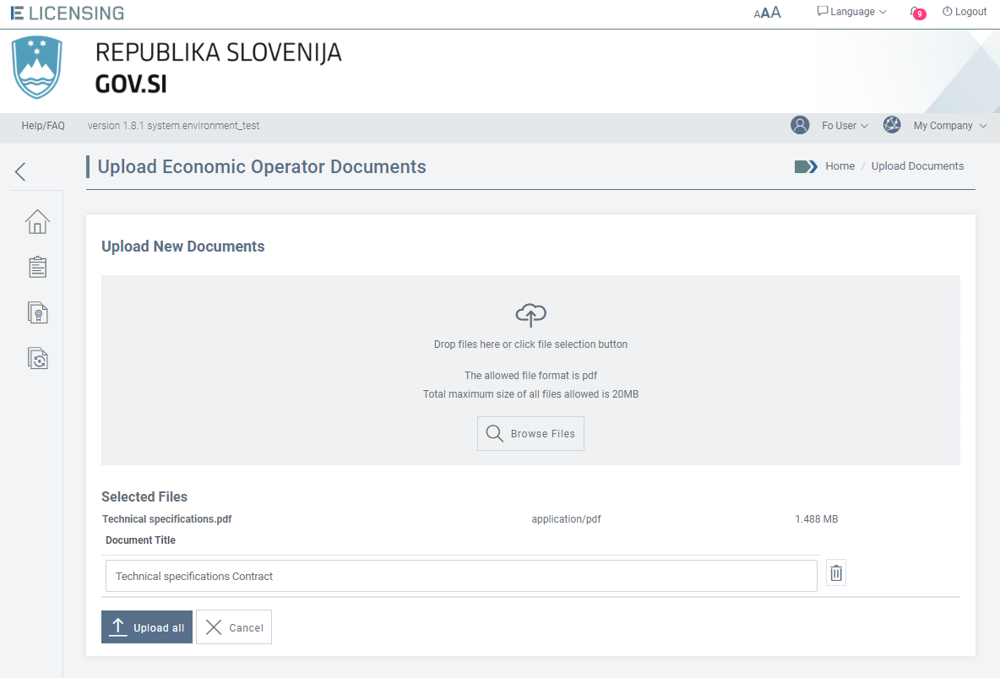 E LICENSING
AAA
Language
9
Logout
REPUBLIKA SLOVENIJA
GOV.SI
Help/FAQ
version 1.8.1 system.environment_test
Fo User
My Company
Upload Economic Operator Documents
Home / Upload Documents
Upload New Documents
Drop files here or click file selection button
The allowed file format is pdf
Total maximum size of all files allowed is 20MB
Browse Files
Selected Files
Technical specifications.pdf application/pdf 1.488 MB
Document Title
Technical specifications Contract
Upload all
Cancel